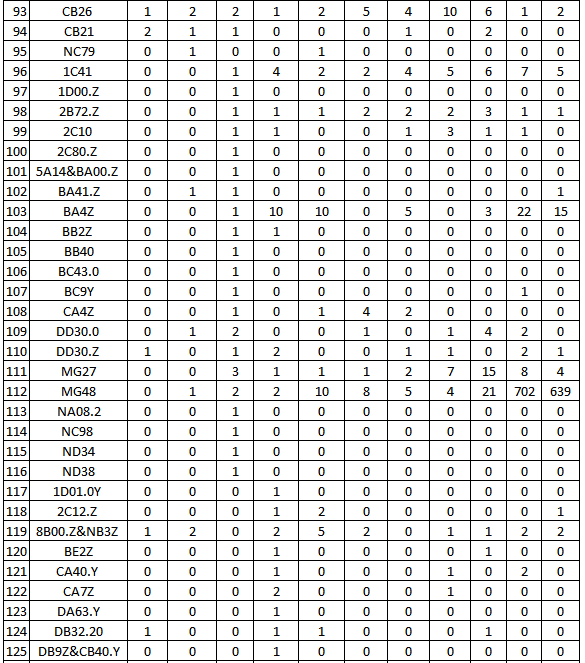 93 CB26 1 2 2 1 2 5 4 10 6 1 2
94 CB21 2 1 1 0 0 0 1 0 2 0 0
95 NC79 0 1 0 0 1 0 0 0 0 0 0
96 1C41 0 0 1 4 2 2 4 5 6 7 5
97 1D00.Z 0 0 1 0 0 0 0 0 0 0 0
98 2B72.Z 0 0 1 1 1 2 2 2 3 1 1
99 2C10 0 0 1 1 0 0 1 3 1 1 0
100 2C80.Z 0 0 1 0 0 0 0 0 0 0 0
101 5A14&BA00.Z 0 0 1 0 0 0 0 0 0 0 0
102 BA41.Z 0 1 1 0 0 0 0 0 0 0 1
103 BA4Z 0 0 1 10 10 0 5 0 3 22 15
104 BB2Z 0 0 1 1 0 0 0 0 0 0 0
105 BB40 0 0 1 0 0 0 0 0 0 0 0
106 BC43.0 0 0 1 0 0 0 0 0 0 0 0
107 BC9Y 0 0 1 0 0 0 0 0 0 1 0
108 CA4Z 0 0 1 0 1 4 2 0 0 0 0
109 DD30.0 0 1 2 0 0 1 0 1 4 2 0
110 DD30.Z 1 0 1 2 0 0 1 1 0 2 1
111 MG27 0 0 3 1 1 1 2 7 15 8 4
112 MG48 0 1 2 2 10 8 5 4 21 702 639
113 NA08.2 0 0 1 0 0 0 0 0 0 0 0
114 NC98 0 0 1 0 0 0 0 0 0 0 0
115 ND34 0 0 1 0 0 0 0 0 0 0 0
116 ND38 0 0 1 0 0 0 0 0 0 0 0
117 1D01.0Y 0 0 0 1 0 0 0 0 0 0 0
118 2C12.Z 0 0 0 1 2 0 0 0 0 0 1
119 8B00.Z&NB3Z 1 2 0 2 5 2 0 1 1 2 2
120 BE2Z 0 0 0 1 0 0 0 0 1 0 0
121 CA40.Y 0 0 0 1 0 0 0 1 0 2 0
122 CA7Z 0 0 0 2 0 0 0 1 0 0 0
123 DA63.Y 0 0 0 1 0 0 0 0 0 0 0
124 DB32.20 1 0 0 1 1 0 0 0 1 0 0
125 DB9Z&CB40.Y 0 0 0 1 0 0 0 0 0 0 0